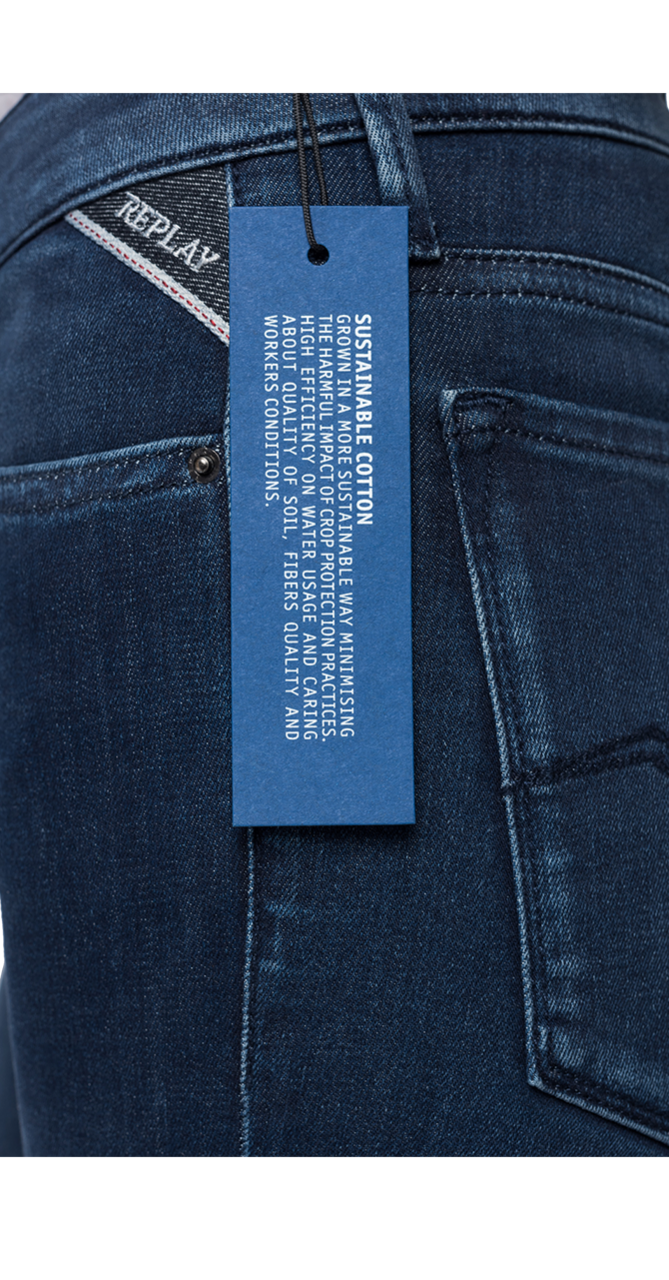 REPLAY
SUSTAINABLE COTTON
GROWN IN A MORE SUSTAINABLE WAY MINIMISING
THE HARMFUL IMPACT OF CROP PROTECTION PRACTICES.
HIGH EFFICIENCY ON WATER USAGE AND CARING
ABOUT QUALITY OF SOIL, FIBERS QUALITY AND
WORKERS CONDITIONS.